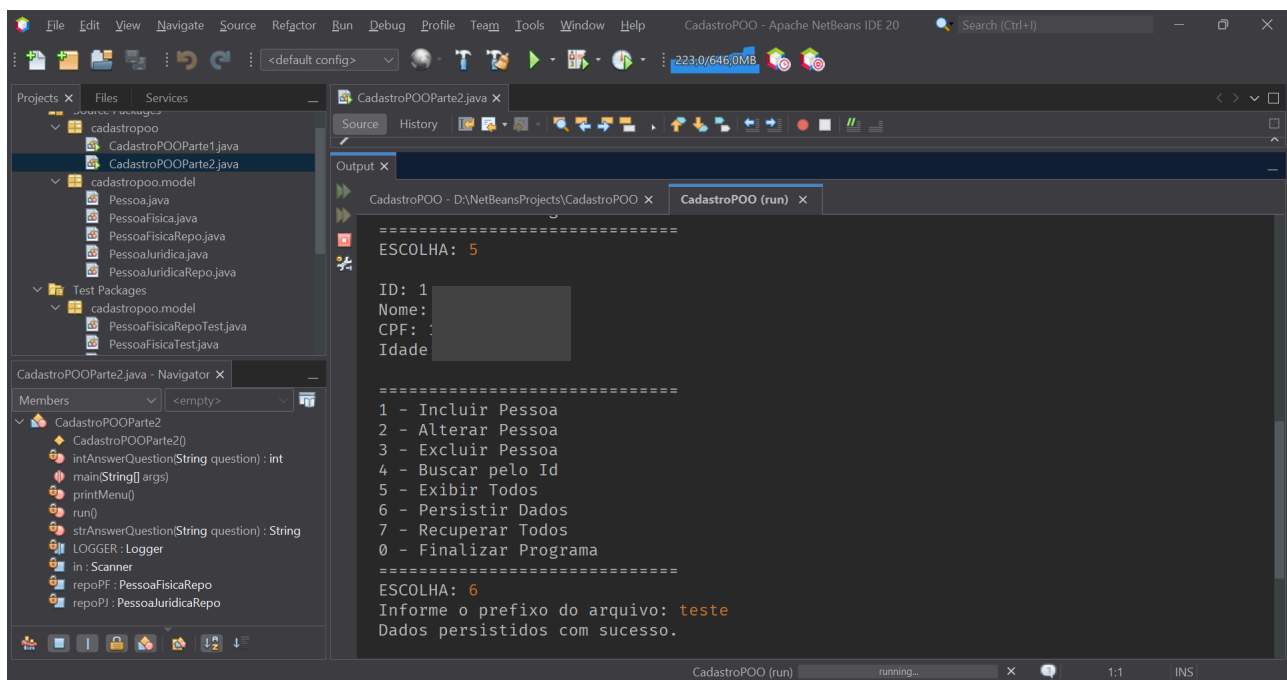 File Edit View Navigate Source Refactor Run Debug Profile Team Tools Window Help CadastroPOO - Apache NetBeans IDE 20 Search (Ctrl+I)
<default config> 223,0/646,0MB
Projects Files Services
Source Packages
cadastropoo
CadastroPOOParte1.java
CadastroPOOParte2.java
cadastropoo.model
Pessoa.java
PessoaFisica.java
PessoaFisicaRepo.java
PessoaJuridica.java
PessoaJuridicaRepo.java
Test Packages
cadastropoo.model
PessoaFisicaRepoTest.java
PessoaFisicaTest.java
CadastroPOOParte2.java - Navigator
Members <empty>
CadastroPOOParte2
CadastroPOOParte2()
intAnswerQuestion(String question) : int
main(String[] args)
printMenu()
run()
strAnswerQuestion(String question) : String
LOGGER : Logger
in : Scanner
repoPF : PessoaFisicaRepo
repoPJ : PessoaJuridicaRepo
CadastroPOOParte2.java
Source History
Output
CadastroPOO - D:\NetBeansProjects\CadastroPOO CadastroPOO (run)
==============================
ESCOLHA: 5
ID: 1
Nome:
CPF:
Idade
==============================
1 - Incluir Pessoa
2 - Alterar Pessoa
3 - Excluir Pessoa
4 - Buscar pelo Id
5 - Exibir Todos
6 - Persistir Dados
7 - Recuperar Todos
0 - Finalizar Programa
==============================
ESCOLHA: 6
Informe o prefixo do arquivo: teste
Dados persistidos com sucesso.
CadastroPOO (run) running... 1:1 INS